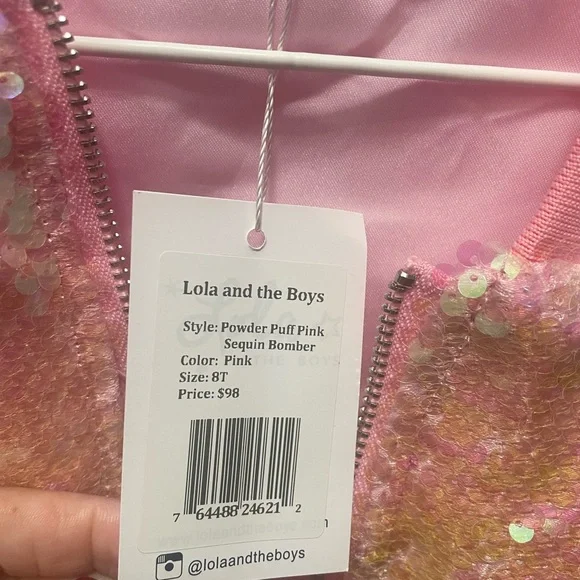 Lola and the Boys
Style: Powder Puff Pink
Sequin Bomber
Color: Pink
Size: 8T
Price: $98
7 64488 24621 2
@lolaandtheboys